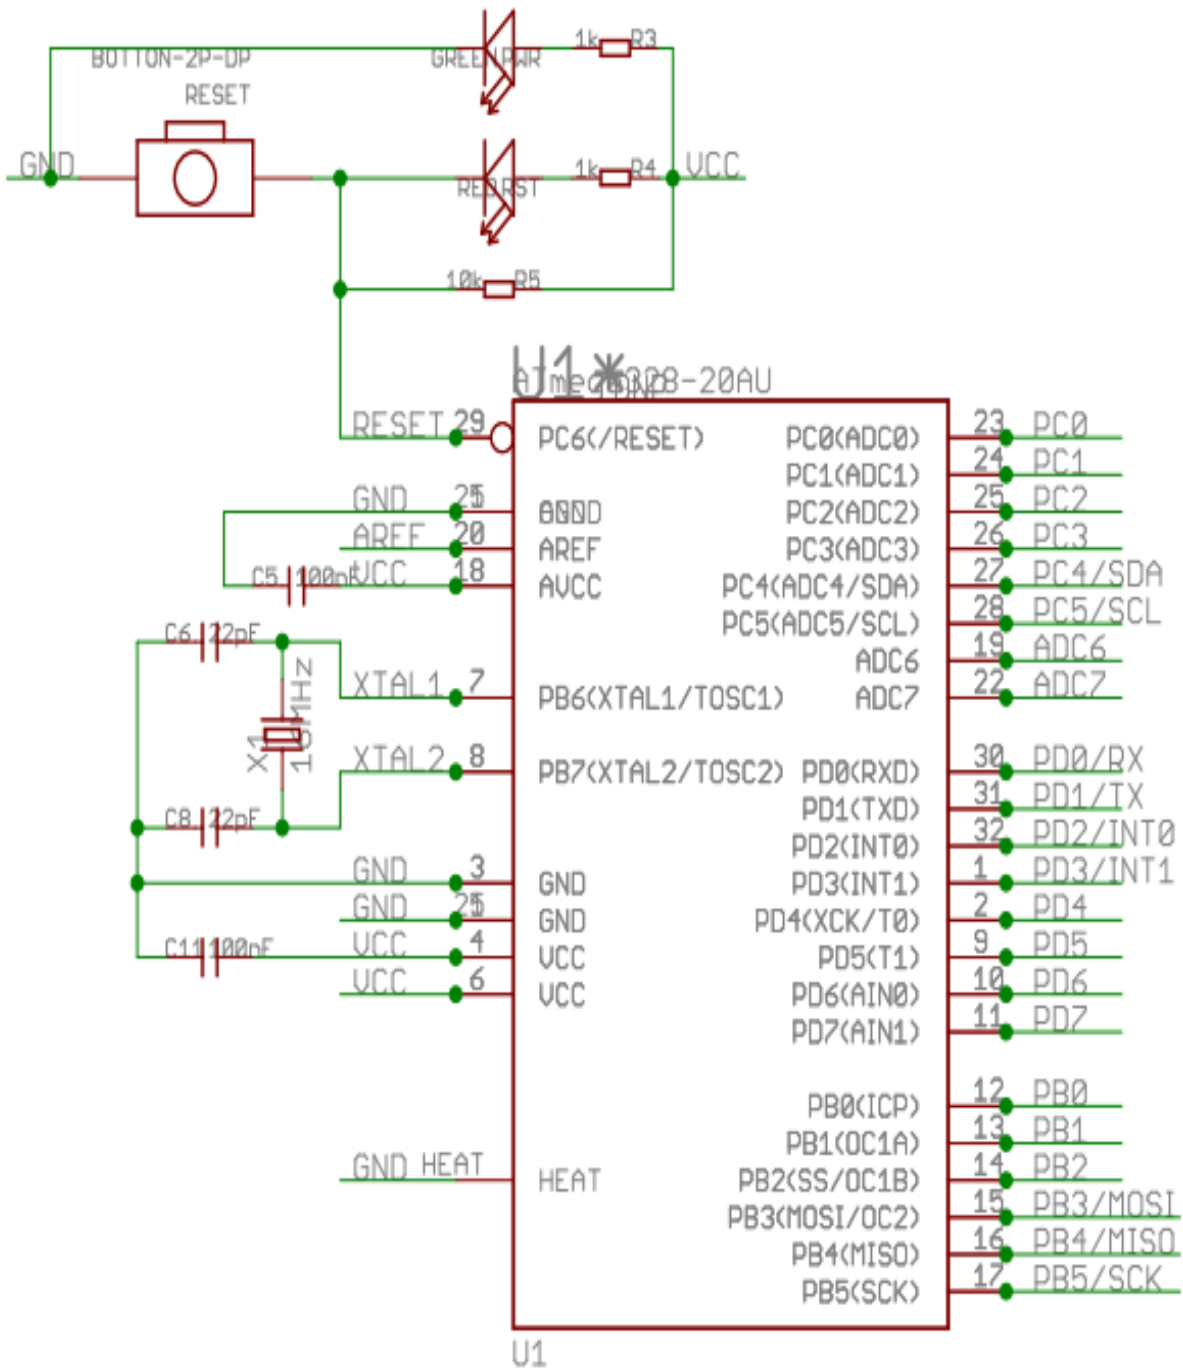 1k R3
BOTTON-2P-DP GREEN PWR
RESET
GND 1k R4 VCC
RED RST
10k R5
U1*
ATmega328-20AU
RESET 29 PC6(/RESET) PC0(ADC0) 23 PC0
PC1(ADC1) 24 PC1
GND PC2(ADC2) 25 PC2
AREF 20 AREF PC3(ADC3) 26 PC3
C5 100nF VCC 18 AVCC PC4(ADC4/SDA) 27 PC4/SDA
PC5(ADC5/SCL) 28 PC5/SCL
C6 22pF ADC6 19 ADC6
XTAL1 7 PB6(XTAL1/TOSC1) ADC7 22 ADC7
X1 16MHz
XTAL2 8 PB7(XTAL2/TOSC2) PD0(RXD) 30 PD0/RX
PD1(TXD) 31 PD1/TX
C8 22pF PD2(INT0) 32 PD2/INT0
GND 3 GND PD3(INT1) 1 PD3/INT1
GND GND PD4(XCK/T0) 2 PD4
C11 100nF VCC 4 VCC PD5(T1) 9 PD5
VCC 6 VCC PD6(AIN0) 10 PD6
PD7(AIN1) 11 PD7
PB0(ICP) 12 PB0
PB1(OC1A) 13 PB1
GND HEAT HEAT PB2(SS/OC1B) 14 PB2
PB3(MOSI/OC2) 15 PB3/MOSI
PB4(MISO) 16 PB4/MISO
PB5(SCK) 17 PB5/SCK
U1